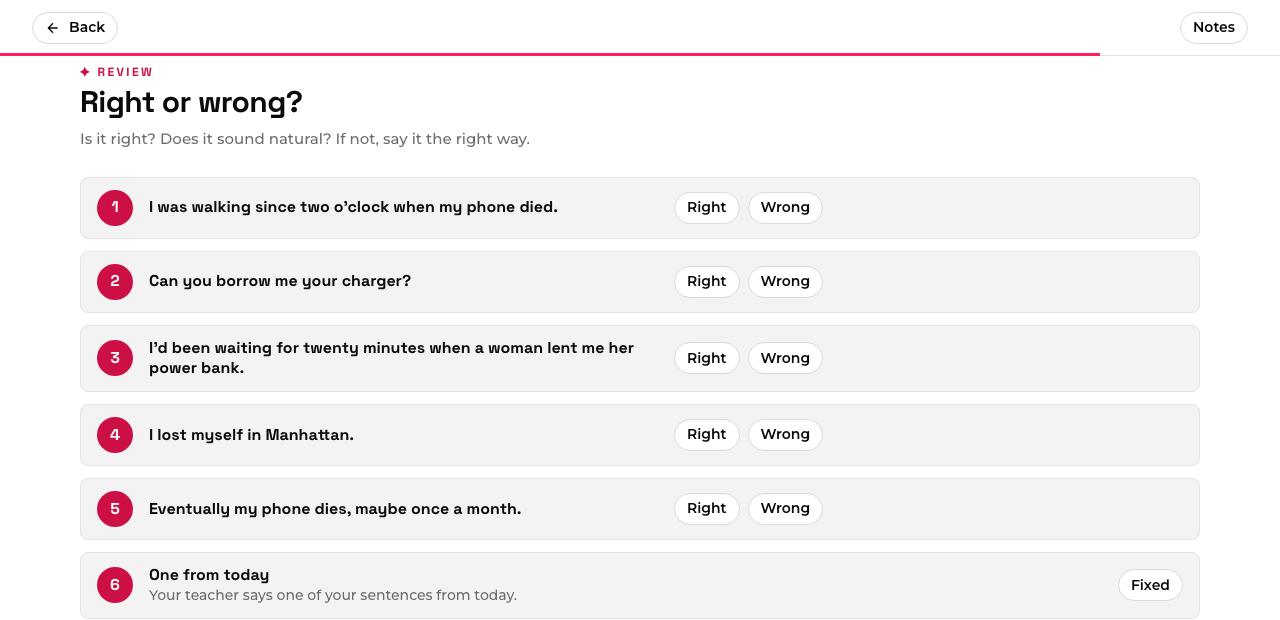 Back
Notes
REVIEW
Right or wrong?
Is it right? Does it sound natural? If not, say it the right way.
1
I was walking since two o’clock when my phone died.
Right
Wrong
2
Can you borrow me your charger?
Right
Wrong
3
I’d been waiting for twenty minutes when a woman lent me her
power bank.
Right
Wrong
4
I lost myself in Manhattan.
Right
Wrong
5
Eventually my phone dies, maybe once a month.
Right
Wrong
6
One from today
Your teacher says one of your sentences from today.
Fixed